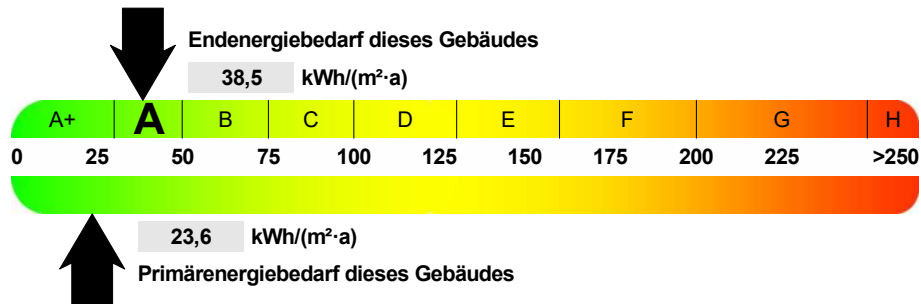 Endenergiebedarf dieses Gebäudes
38,5 kWh/(m²·a)
A+ A B C D E F G H
0 25 50 75 100 125 150 175 200 225 >250
23,6 kWh/(m²·a)
Primärenergiebedarf dieses Gebäudes